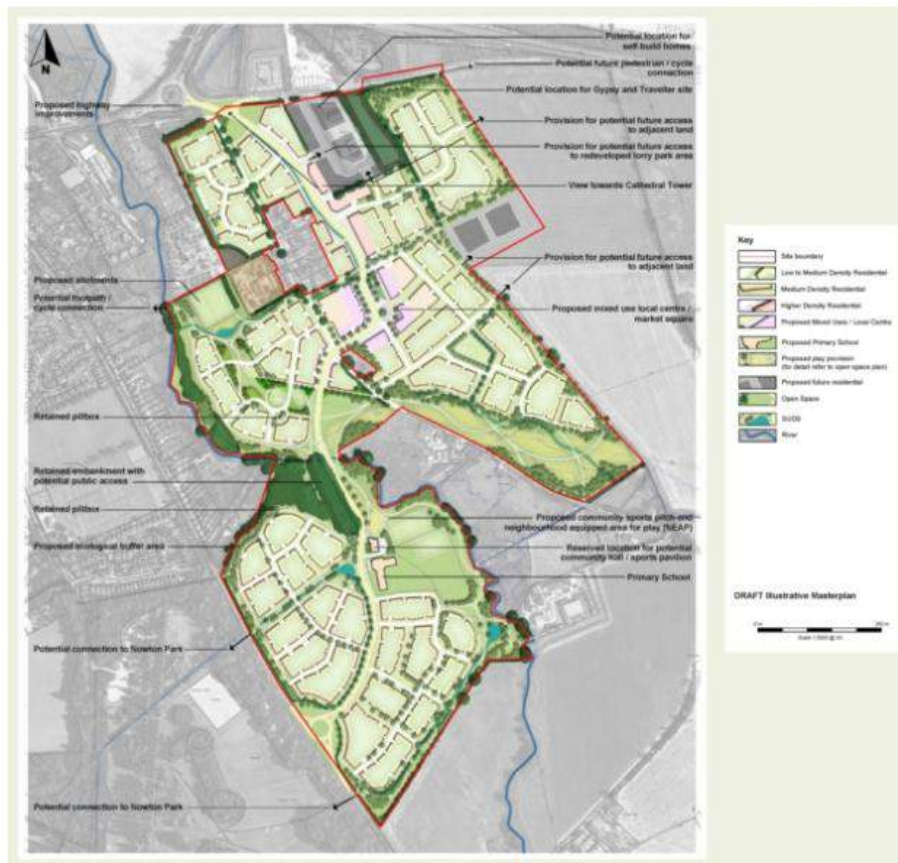 N
Potential location for
self-build homes
Potential future pedestrian / cycle
connection
Potential location for Gypsy and Traveller site
Proposed highway
improvements
Provision for potential future access
to adjacent land
Provision for potential future access
to redeveloped lorry park area
View towards Cathedral Tower
Proposed allotments
Potential footpath /
cycle connection
Provision for potential future access
to adjacent land
Proposed mixed use local centre /
market square
Retained pillbox
Retained embankment with
potential public access
Retained pillbox
Proposed ecological buffer area
Proposed community sports pitch and
neighbourhood equipped area for play (NEAP)
Reserved location for potential
community hall / sports pavilion
Primary School
Potential connection to Nowton Park
Potential connection to Nowton Park
Key
Site boundary
Low to Medium Density Residential
Medium Density Residential
Higher Density Residential
Proposed Mixed Uses / Local Centre
Proposed Primary School
Proposed play provision
(for detail refer to open space plan)
Proposed future residential
Open Space
SUDS
River
DRAFT Illustrative Masterplan